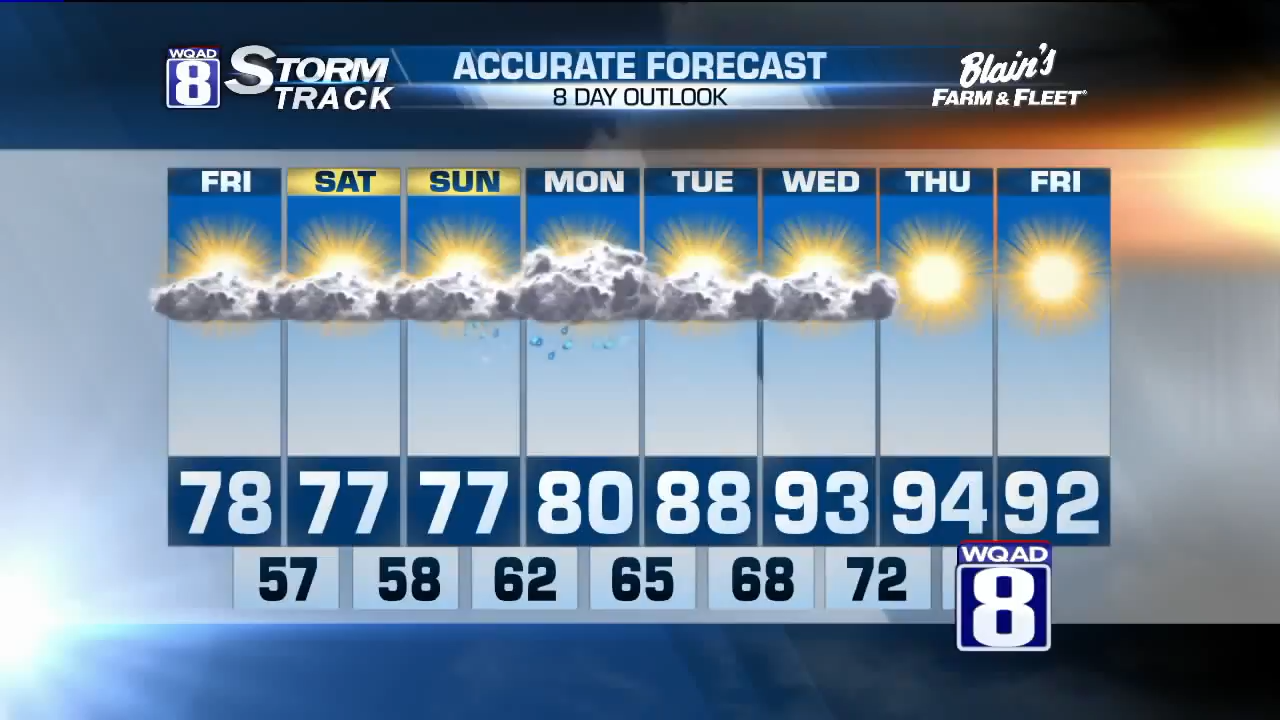 WQAD
8
STORM
TRACK
ACCURATE FORECAST
8 DAY OUTLOOK
Blain's
FARM & FLEET
FRI SAT SUN MON TUE WED THU FRI
78 77 77 80 88 93 94 92
57 58 62 65 68 72
WQAD
8